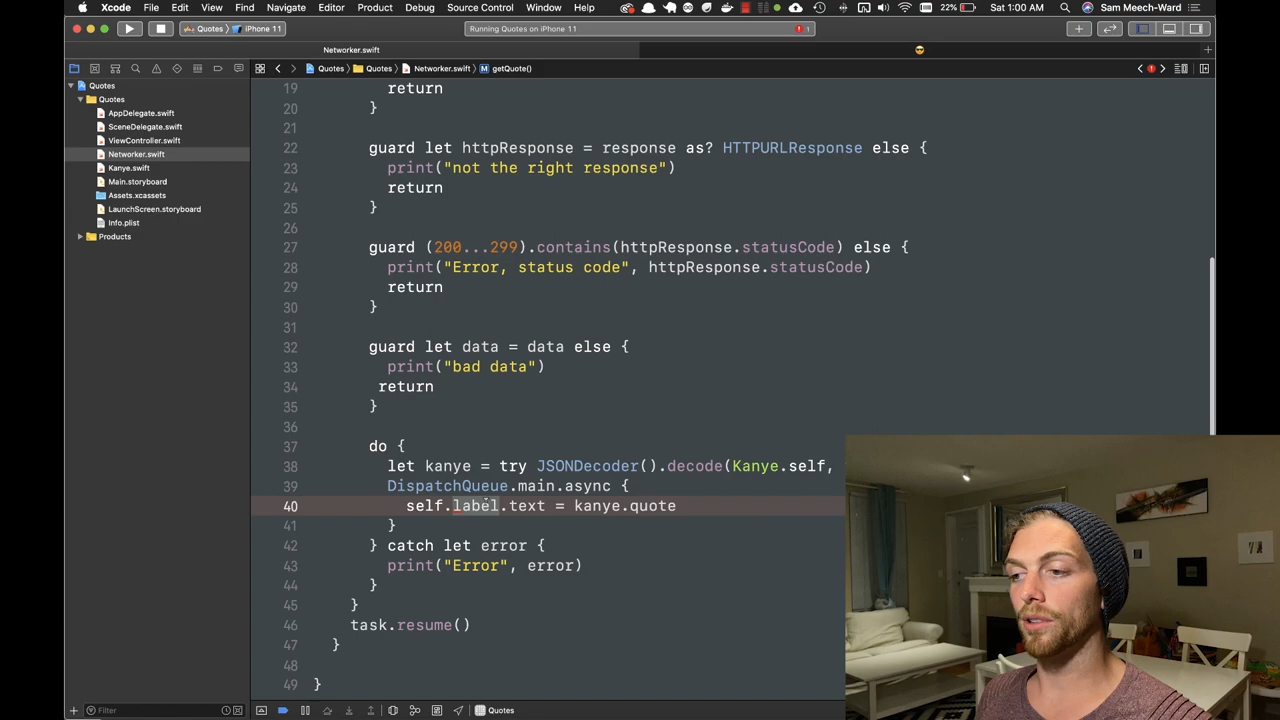 Xcode File Edit View Find Navigate Editor Product Debug Source Control Window Help 22% Sat 1:00 AM Sam Meech-Ward
Quotes iPhone 11 Running Quotes on iPhone 11 1
Networker.swift
Quotes Quotes Networker.swift M getQuote()
Quotes
Quotes
AppDelegate.swift
SceneDelegate.swift
ViewController.swift
Networker.swift
Kanye.swift
Main.storyboard
Assets.xcassets
LaunchScreen.storyboard
Info.plist
Products
19 return
20 }
21
22 guard let httpResponse = response as? HTTPURLResponse else {
23 print("not the right response")
24 return
25 }
26
27 guard (200...299).contains(httpResponse.statusCode) else {
28 print("Error, status code", httpResponse.statusCode)
29 return
30 }
31
32 guard let data = data else {
33 print("bad data")
34 return
35 }
36
37 do {
38 let kanye = try JSONDecoder().decode(Kanye.self,
39 DispatchQueue.main.async {
40 self.label.text = kanye.quote
41 }
42 } catch let error {
43 print("Error", error)
44 }
45 }
46 task.resume()
47 }
48
49 }
Filter
Quotes